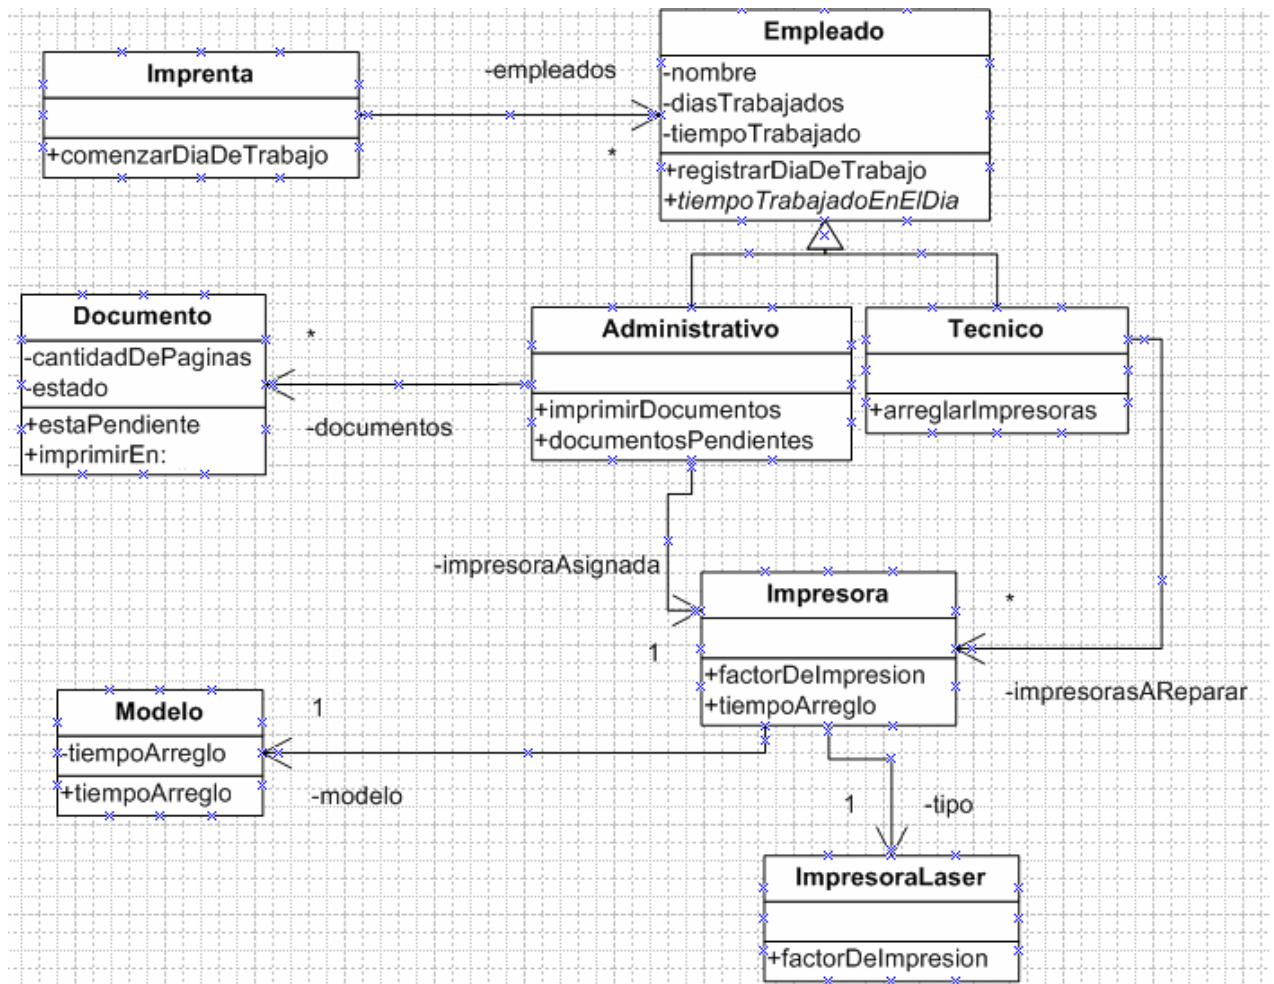 Empleado
-nombre
-diasTrabajados
-tiempoTrabajado
+registrarDiaDeTrabajo
+tiempoTrabajadoEnElDia
Imprenta
+comenzarDiaDeTrabajo
-empleados
*
Documento
-cantidadDePaginas
-estado
+estaPendiente
+imprimirEn:
*
-documentos
Administrativo
+imprimirDocumentos
+documentosPendientes
Tecnico
+arreglarImpresoras
-impresoraAsignada
1
Impresora
+factorDeImpresion
+tiempoArreglo
*
-impresorasAReparar
Modelo
-tiempoArreglo
+tiempoArreglo
1
-modelo
1
-tipo
ImpresoraLaser
+factorDeImpresion